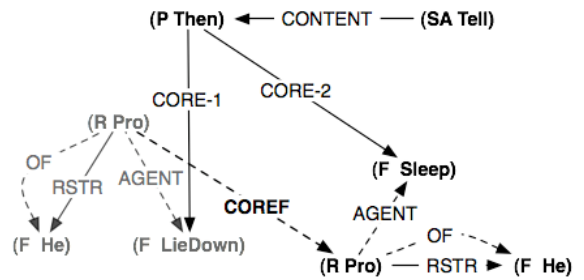 (P Then) CONTENT (SA Tell)
CORE-1 CORE-2
(R Pro)
OF RSTR AGENT (F Sleep)
COREF AGENT OF
(F He) (F LieDown)
(R Pro) RSTR (F He)